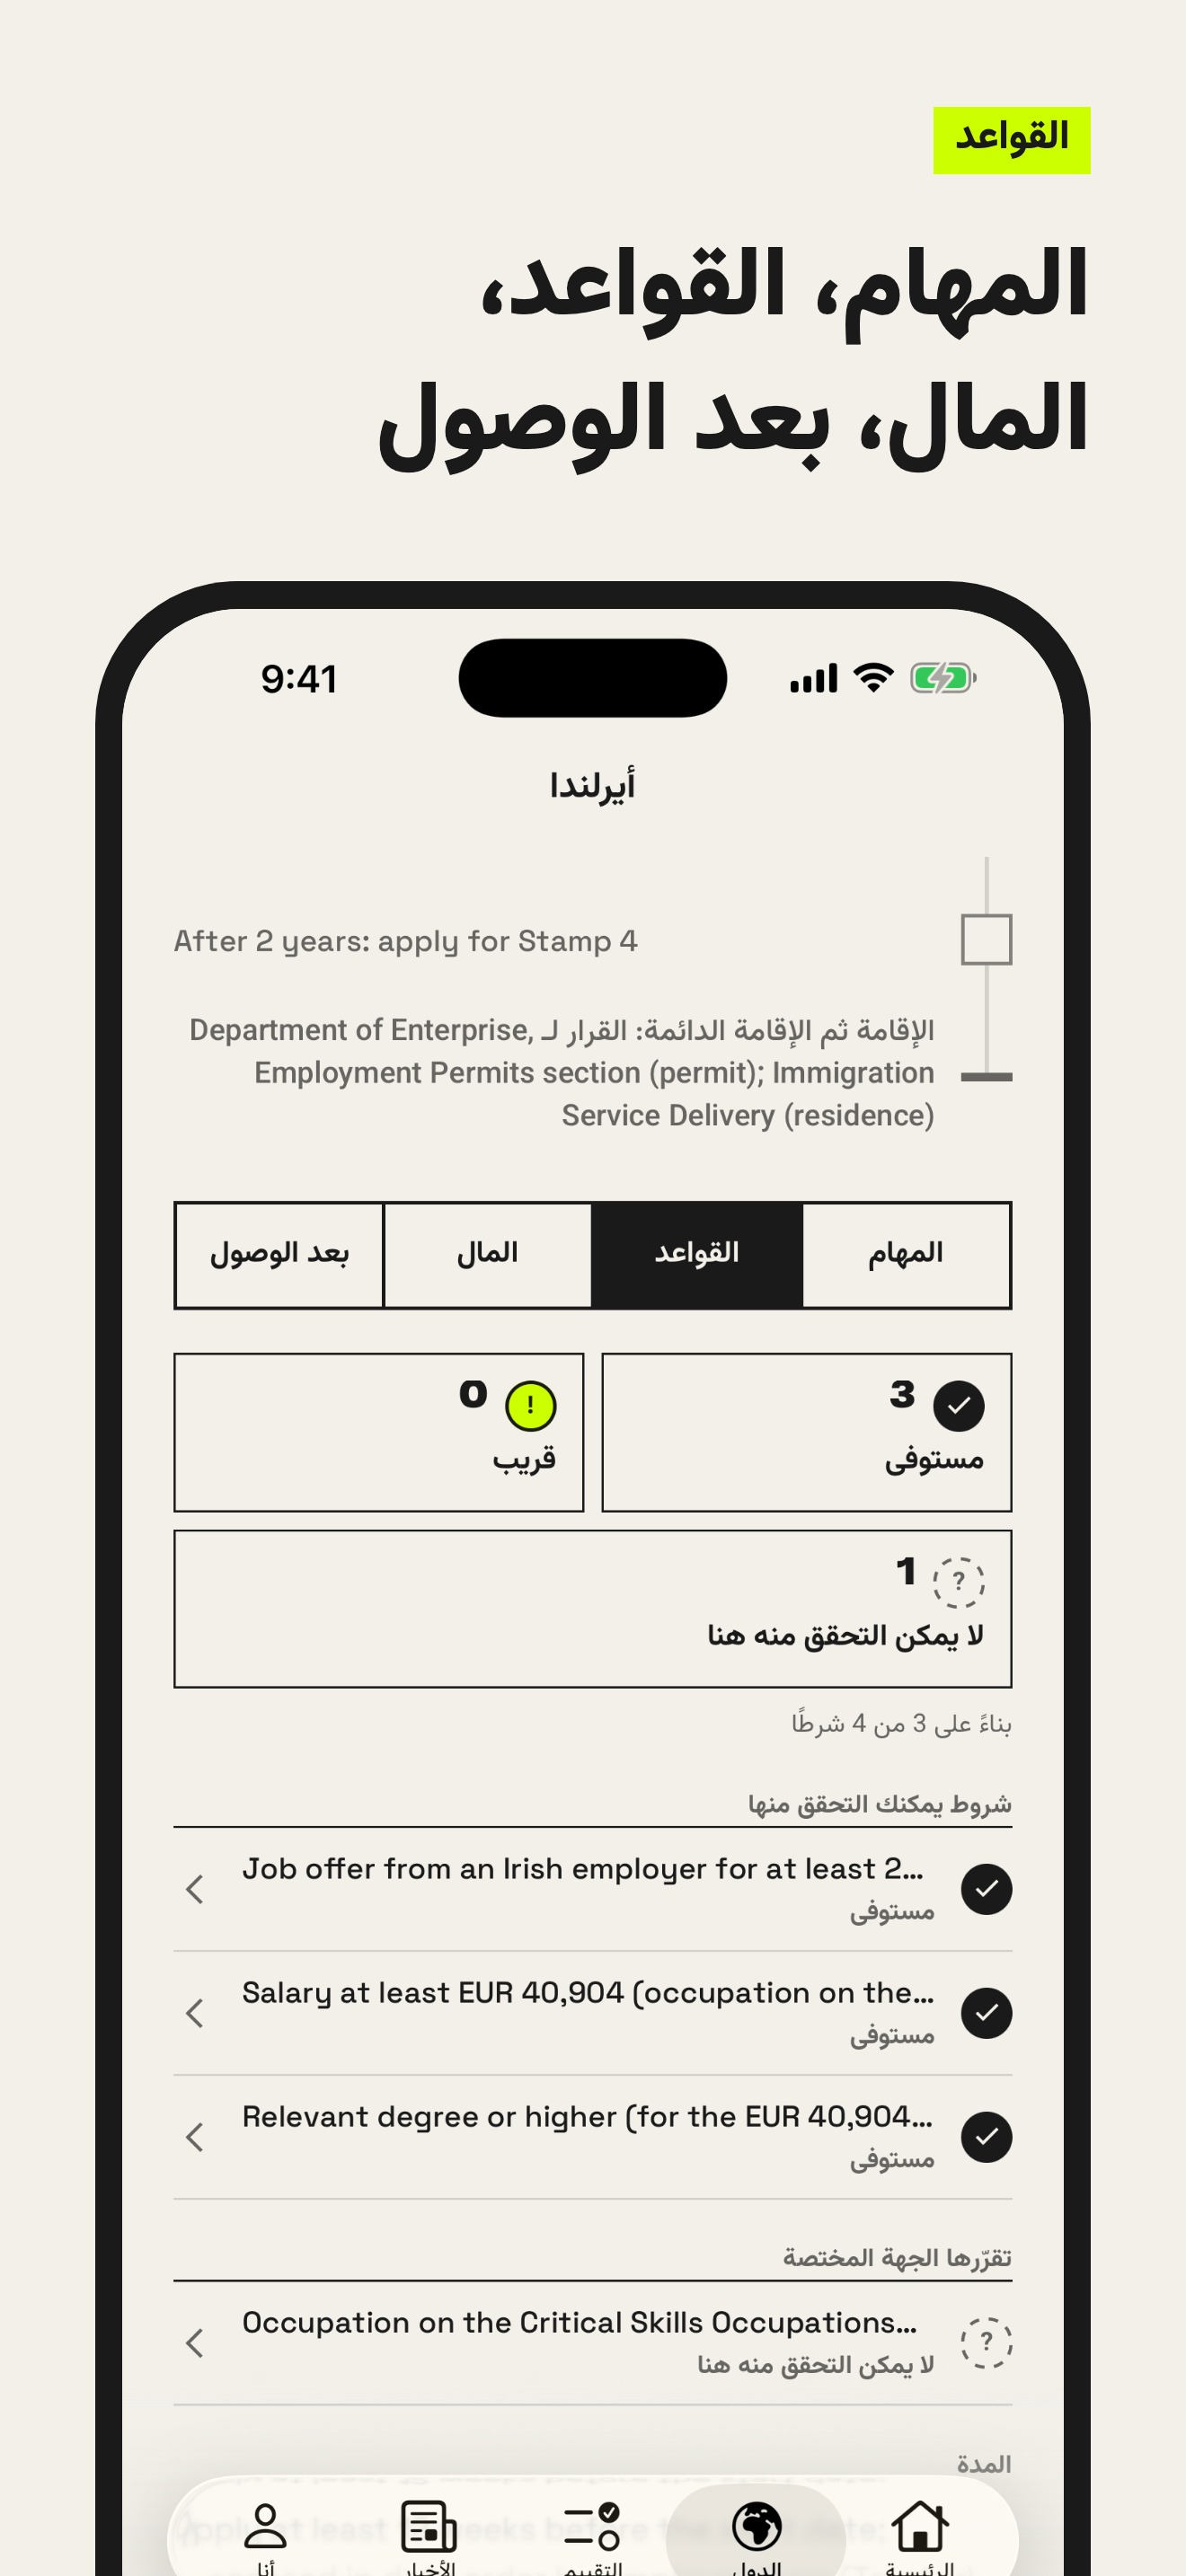 القواعد
المهام، القواعد،
المال، بعد الوصول
9:41
أيرلندا
After 2 years: apply for Stamp 4
الإقامة ثم الإقامة الدائمة: القرار لـ Department of Enterprise,
Employment Permits section (permit); Immigration
Service Delivery (residence)
المهام
القواعد
المال
بعد الوصول
3
مستوفى
0
قريب
1
لا يمكن التحقق منه هنا
بناءً على 3 من 4 شرطًا
شروط يمكنك التحقق منها
Job offer from an Irish employer for at least 2...
مستوفى
Salary at least EUR 40,904 (occupation on the...
مستوفى
Relevant degree or higher (for the EUR 40,904...
مستوفى
تقرّرها الجهة المختصة
Occupation on the Critical Skills Occupations...
لا يمكن التحقق منه هنا
المدة
الرئيسية
الدول
التقييم
الأخبار
أنا